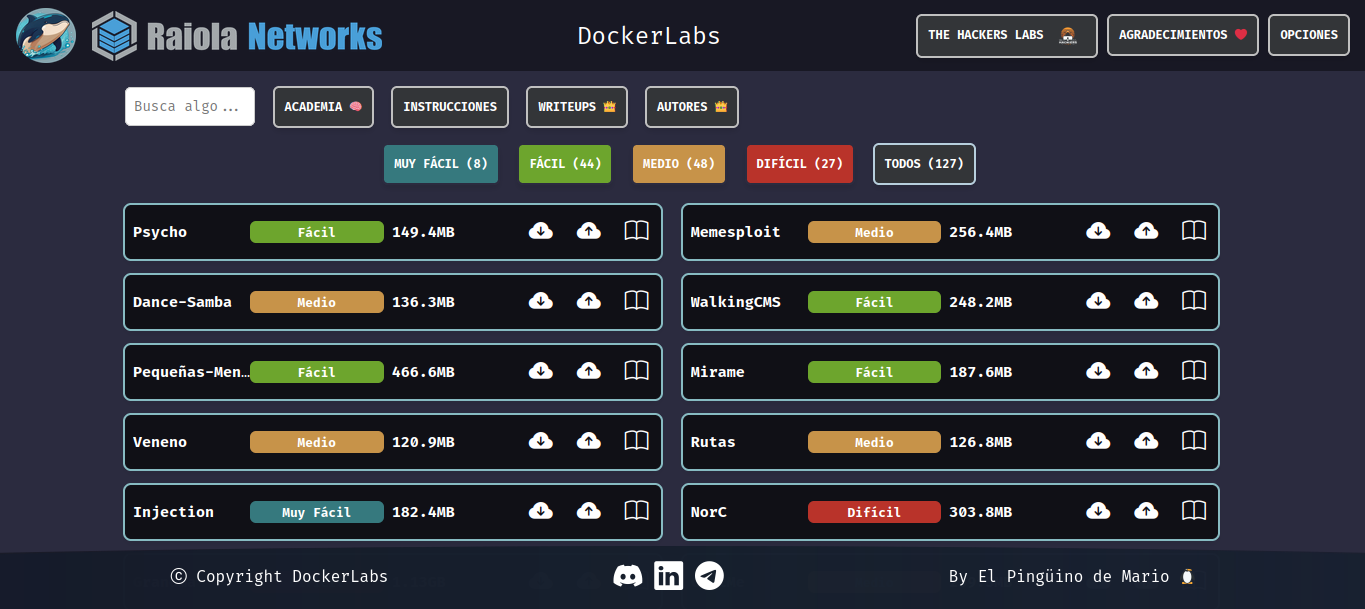 Raiola Networks
DockerLabs
THE HACKERS LABS
AGRADECIMIENTOS
OPCIONES
Busca algo...
ACADEMIA
INSTRUCCIONES
WRITEUPS
AUTORES
MUY FÁCIL (8)
FÁCIL (44)
MEDIO (48)
DIFÍCIL (27)
TODOS (127)
Psycho Fácil 149.4MB
Memesploit Medio 256.4MB
Dance-Samba Medio 136.3MB
WalkingCMS Fácil 248.2MB
Pequeñas-Men… Fácil 466.6MB
Mirame Fácil 187.6MB
Veneno Medio 120.9MB
Rutas Medio 126.8MB
Injection Muy Fácil 182.4MB
NorC Difícil 303.8MB
© Copyright DockerLabs
in
By El Pingüino de Mario